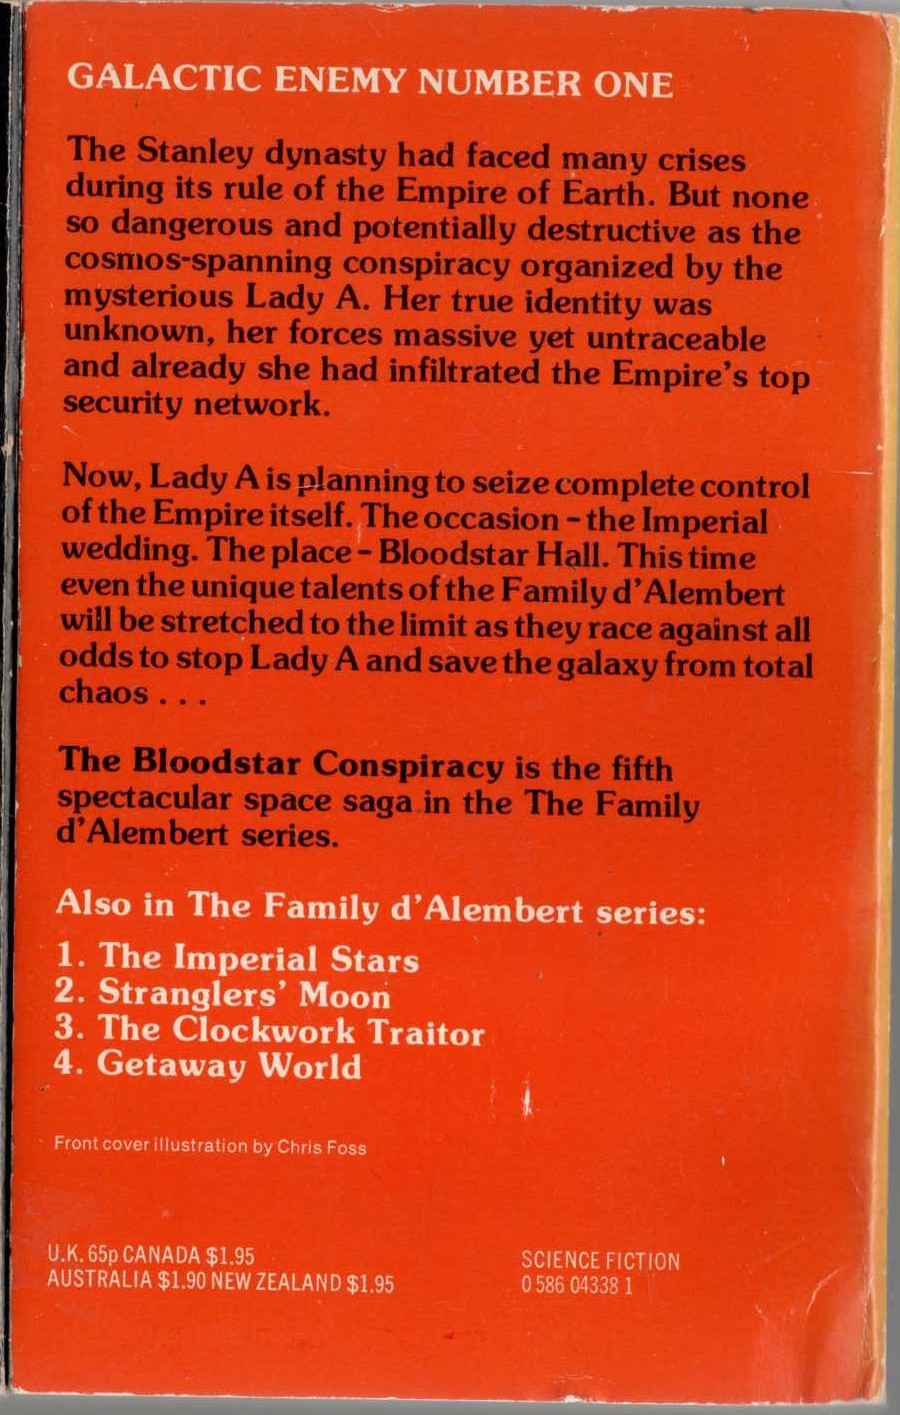 GALACTIC ENEMY NUMBER ONE
The Stanley dynasty had faced many crises
during its rule of the Empire of Earth. But none
so dangerous and potentially destructive as the
cosmos-spanning conspiracy organized by the
mysterious Lady A. Her true identity was
unknown, her forces massive yet untraceable
and already she had infiltrated the Empire's top
security network.
Now, Lady A is planning to seize complete control
of the Empire itself. The occasion – the Imperial
wedding. The place – Bloodstar Hall. This time
even the unique talents of the Family d'Alembert
will be stretched to the limit as they race against all
odds to stop Lady A and save the galaxy from total
chaos . . .
The Bloodstar Conspiracy is the fifth
spectacular space saga in the The Family
d'Alembert series.
Also in The Family d'Alembert series:
1. The Imperial Stars
2. Stranglers' Moon
3. The Clockwork Traitor
4. Getaway World
Front cover illustration by Chris Foss
U.K. 65p CANADA $1.95
AUSTRALIA $1.90 NEW ZEALAND $1.95
SCIENCE FICTION
0 586 04338 1